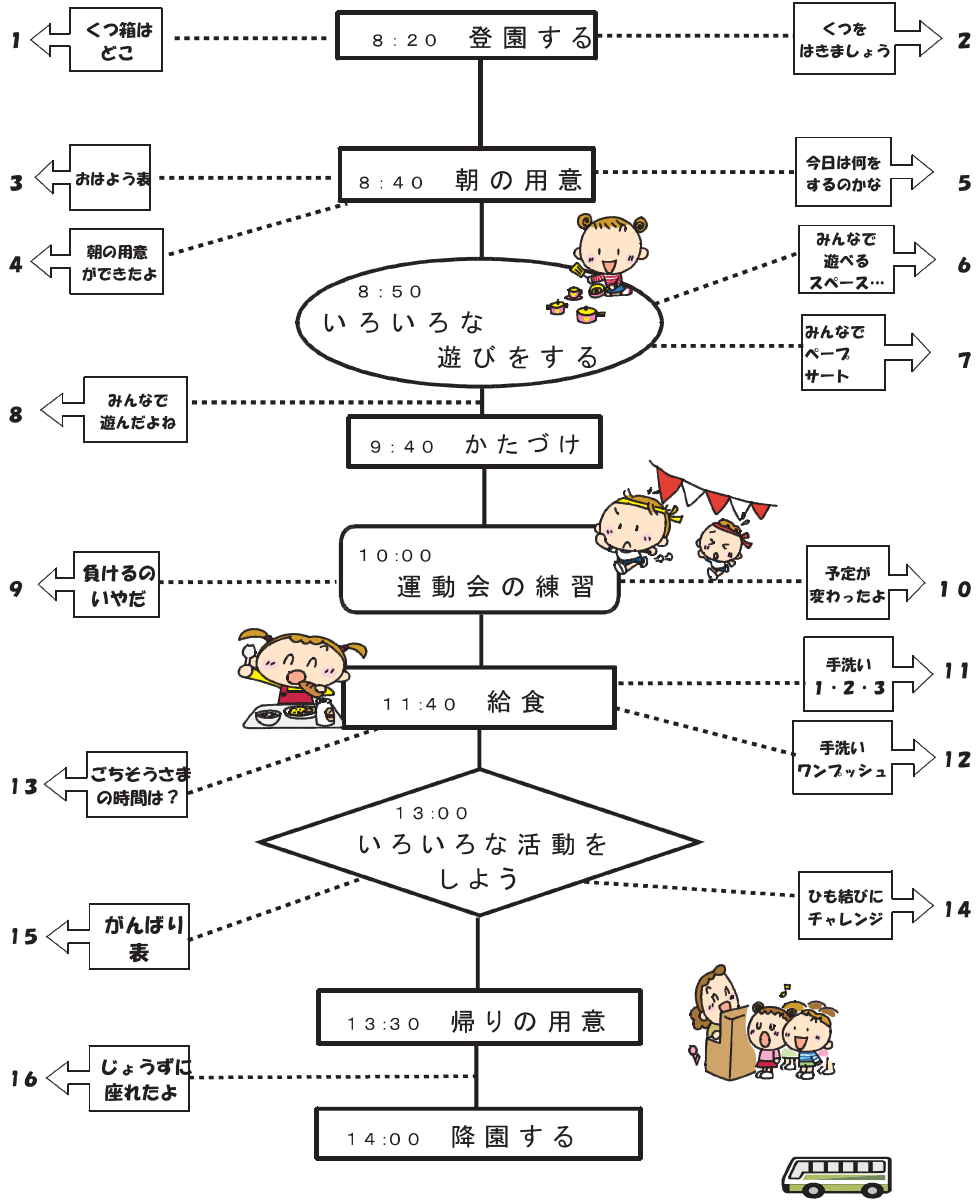 1
くつ箱は
どこ
8:20 登園する
くつを
はきましょう
2
3
おはよう表
8:40 朝の用意
今日は何を
するのかな
5
4
朝の用意
ができたよ
みんなで
遊べる
スペース…
6
8:50
いろいろな
遊びをする
みんなで
ペープ
サート
7
8
みんなで
遊んだよね
9:40 かたづけ
9
負けるの
いやだ
10:00
運動会の練習
予定が
変わったよ
10
11:40 給食
手洗い
1・2・3
11
手洗い
ワンプッシュ
12
13
ごちそうさま
の時間は?
13:00
いろいろな活動を
しよう
ひも結びに
チャレンジ
14
15
がんばり
表
13:30 帰りの用意
16
じょうずに
座れたよ
14:00 降園する